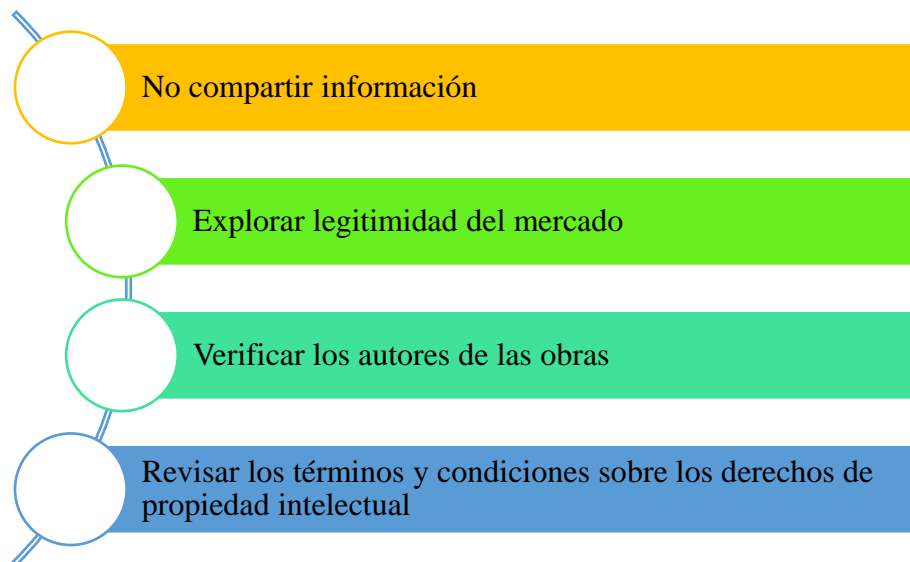 No compartir información
Explorar legitimidad del mercado
Verificar los autores de las obras
Revisar los términos y condiciones sobre los derechos de
propiedad intelectual